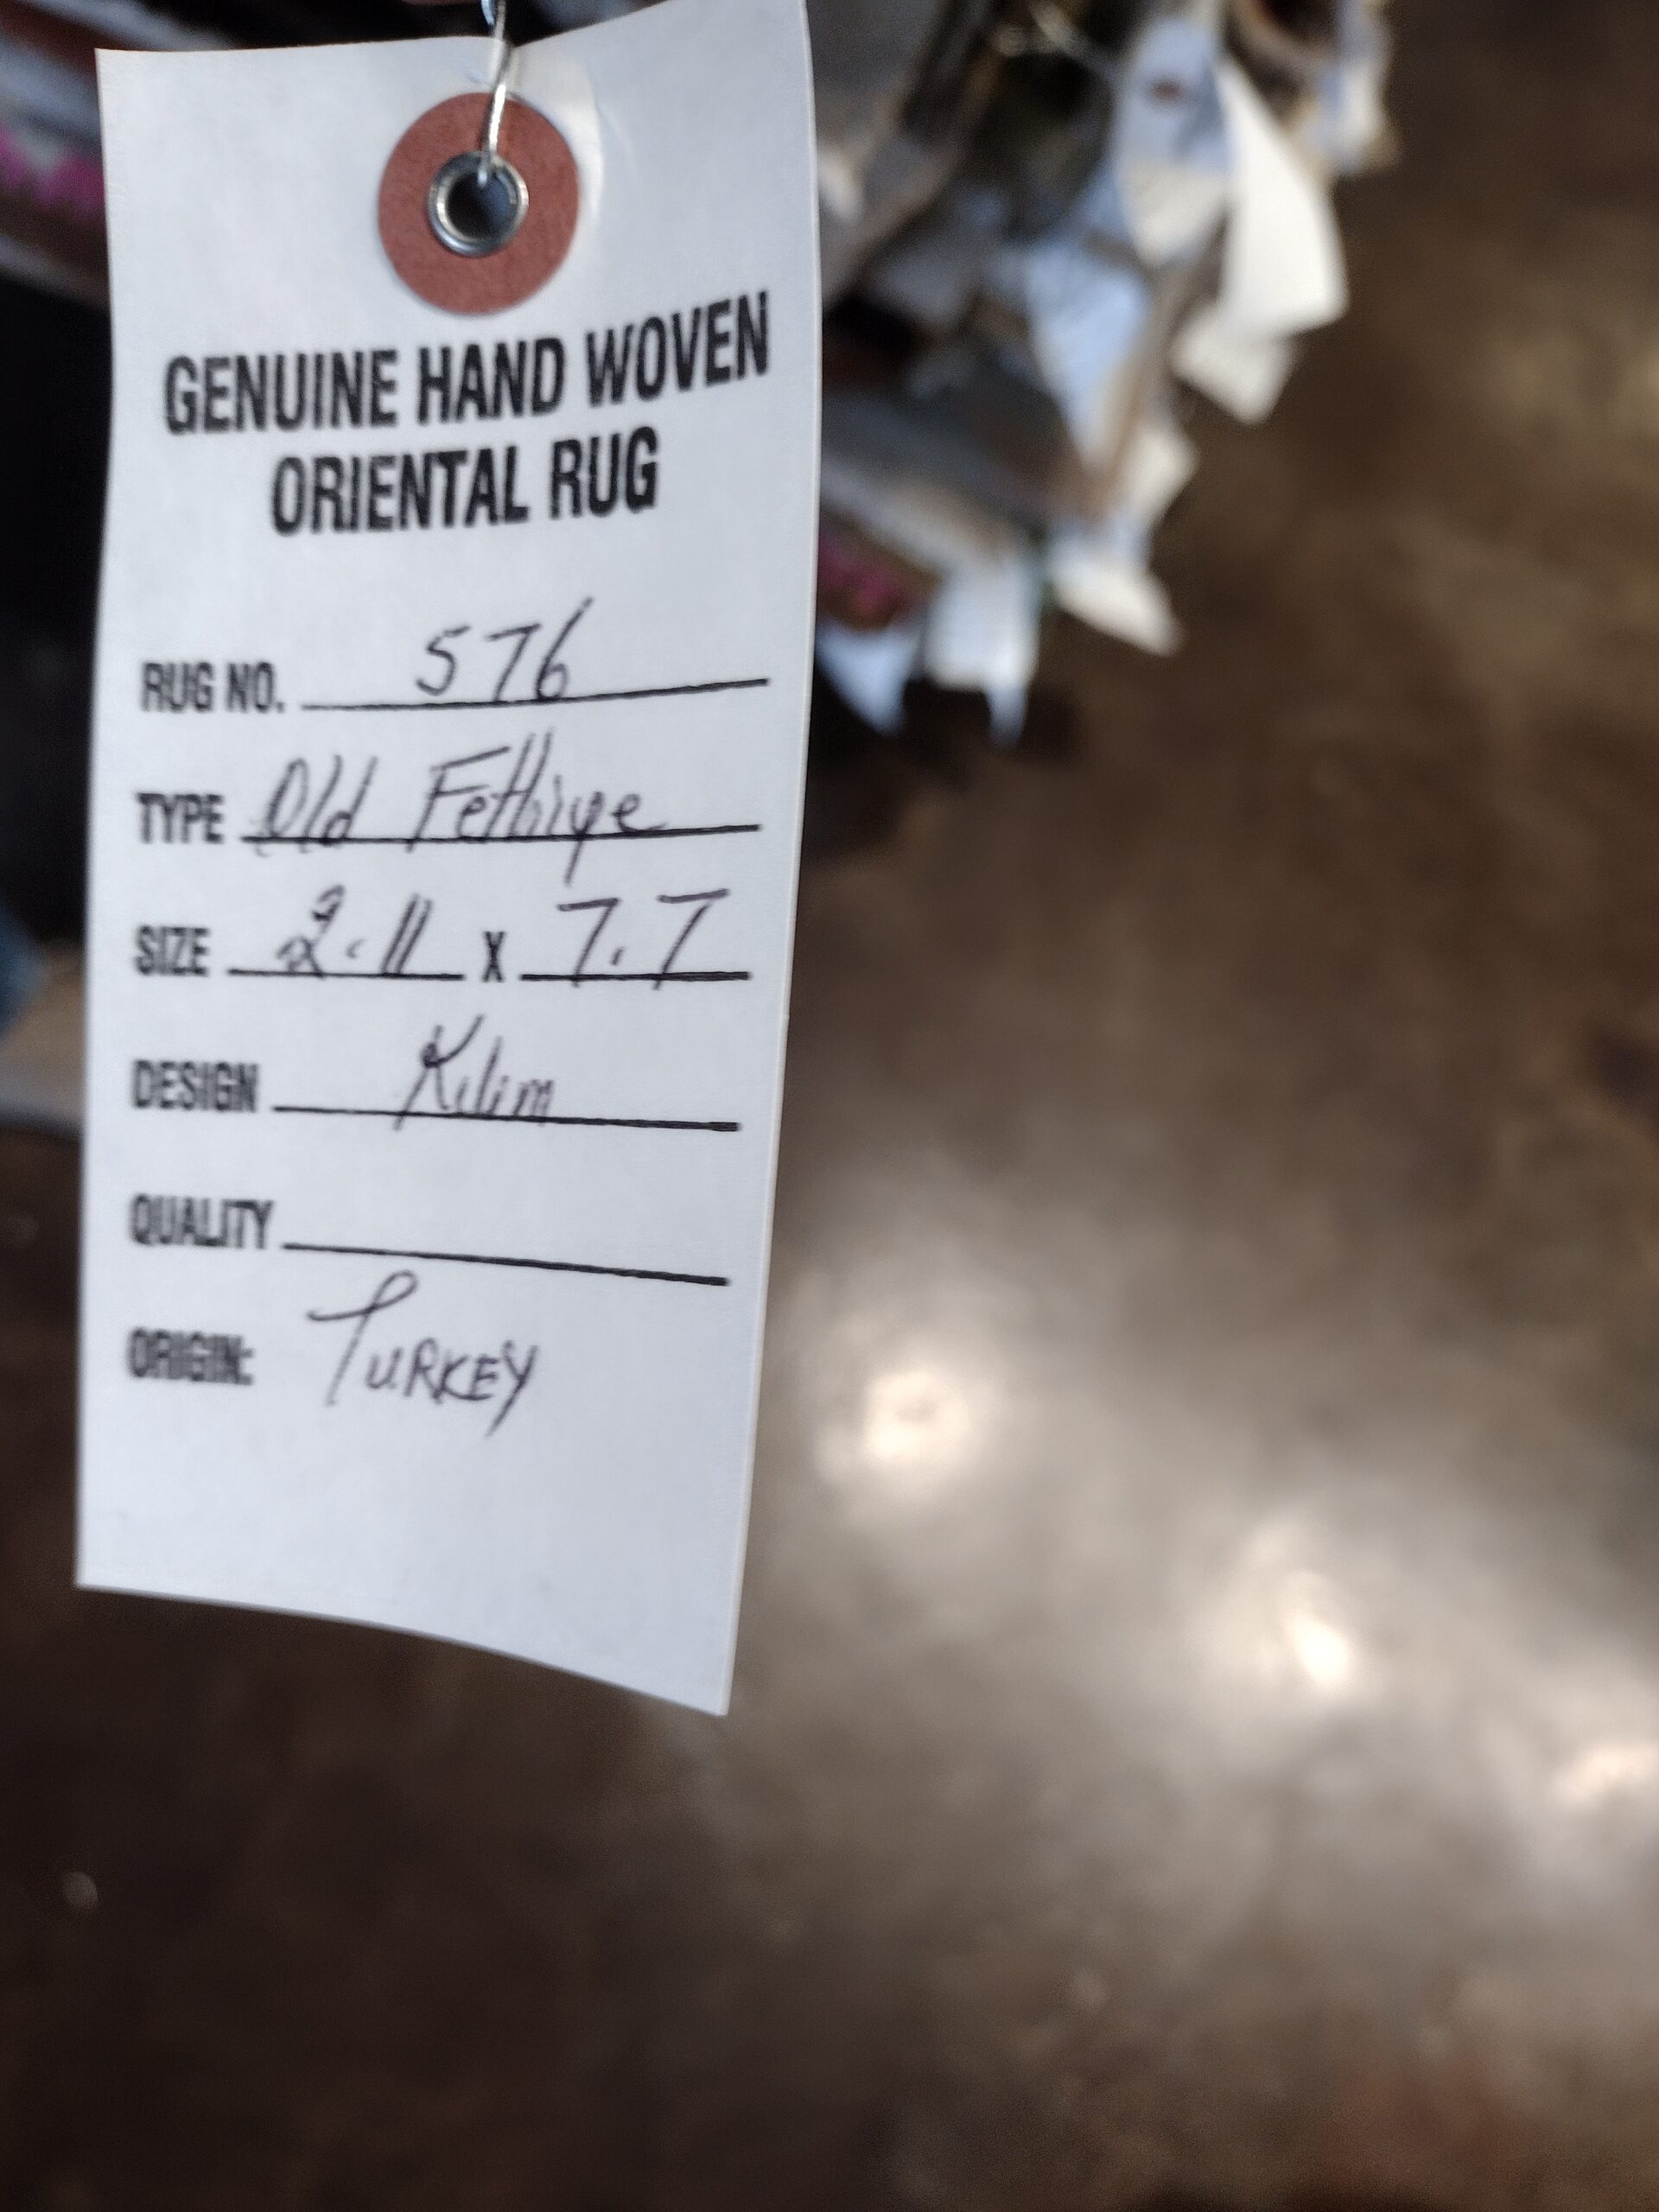 GENUINE HAND WOVEN
ORIENTAL RUG
RUG NO. 576
TYPE Old Fethiye
SIZE 2.11 X 7.7
DESIGN Kilim
QUALITY
ORIGIN: TURKEY